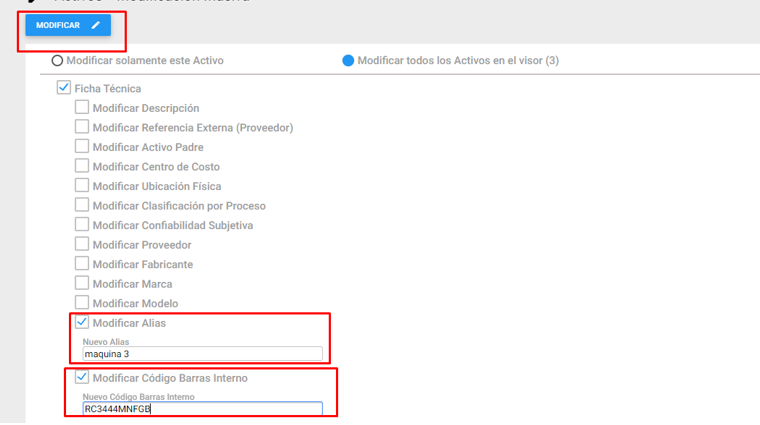 MODIFICAR
Modificar solamente este Activo
Modificar todos los Activos en el visor (3)
Ficha Técnica
Modificar Descripción
Modificar Referencia Externa (Proveedor)
Modificar Activo Padre
Modificar Centro de Costo
Modificar Ubicación Física
Modificar Clasificación por Proceso
Modificar Confiabilidad Subjetiva
Modificar Proveedor
Modificar Fabricante
Modificar Marca
Modificar Modelo
Modificar Alias
Nuevo Alias
maquina 3
Modificar Código Barras Interno
Nuevo Código Barras Interno
RC3444MNFGB